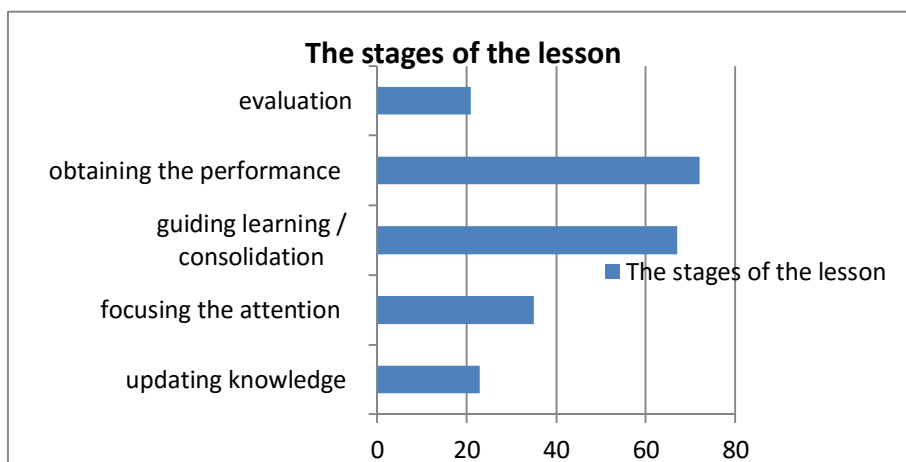 The stages of the lesson
evaluation
obtaining the performance
guiding learning /
consolidation
The stages of the lesson
focusing the attention
updating knowledge
0 20 40 60 80